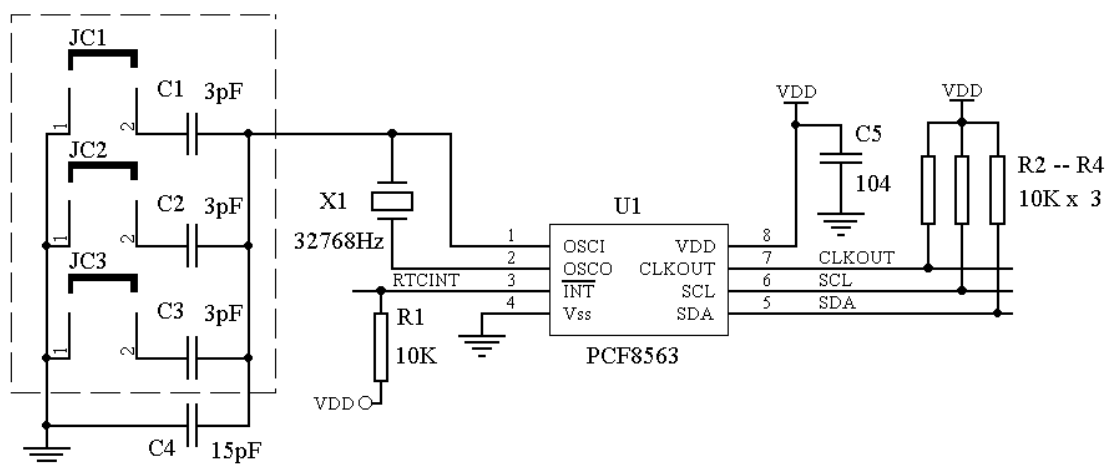 JC1
C1 3pF
1 2
JC2
C2 3pF
1 2
JC3
C3 3pF
1 2
C4 15pF
X1
32768Hz
RTCINT
R1
10K
VDD
U1
1 OSCI
2 OSCO
3 INT
4 Vss
VDD 8
CLKOUT 7
SCL 6
SDA 5
PCF8563
VDD
C5
104
VDD
R2 -- R4
10K x 3
CLKOUT
SCL
SDA